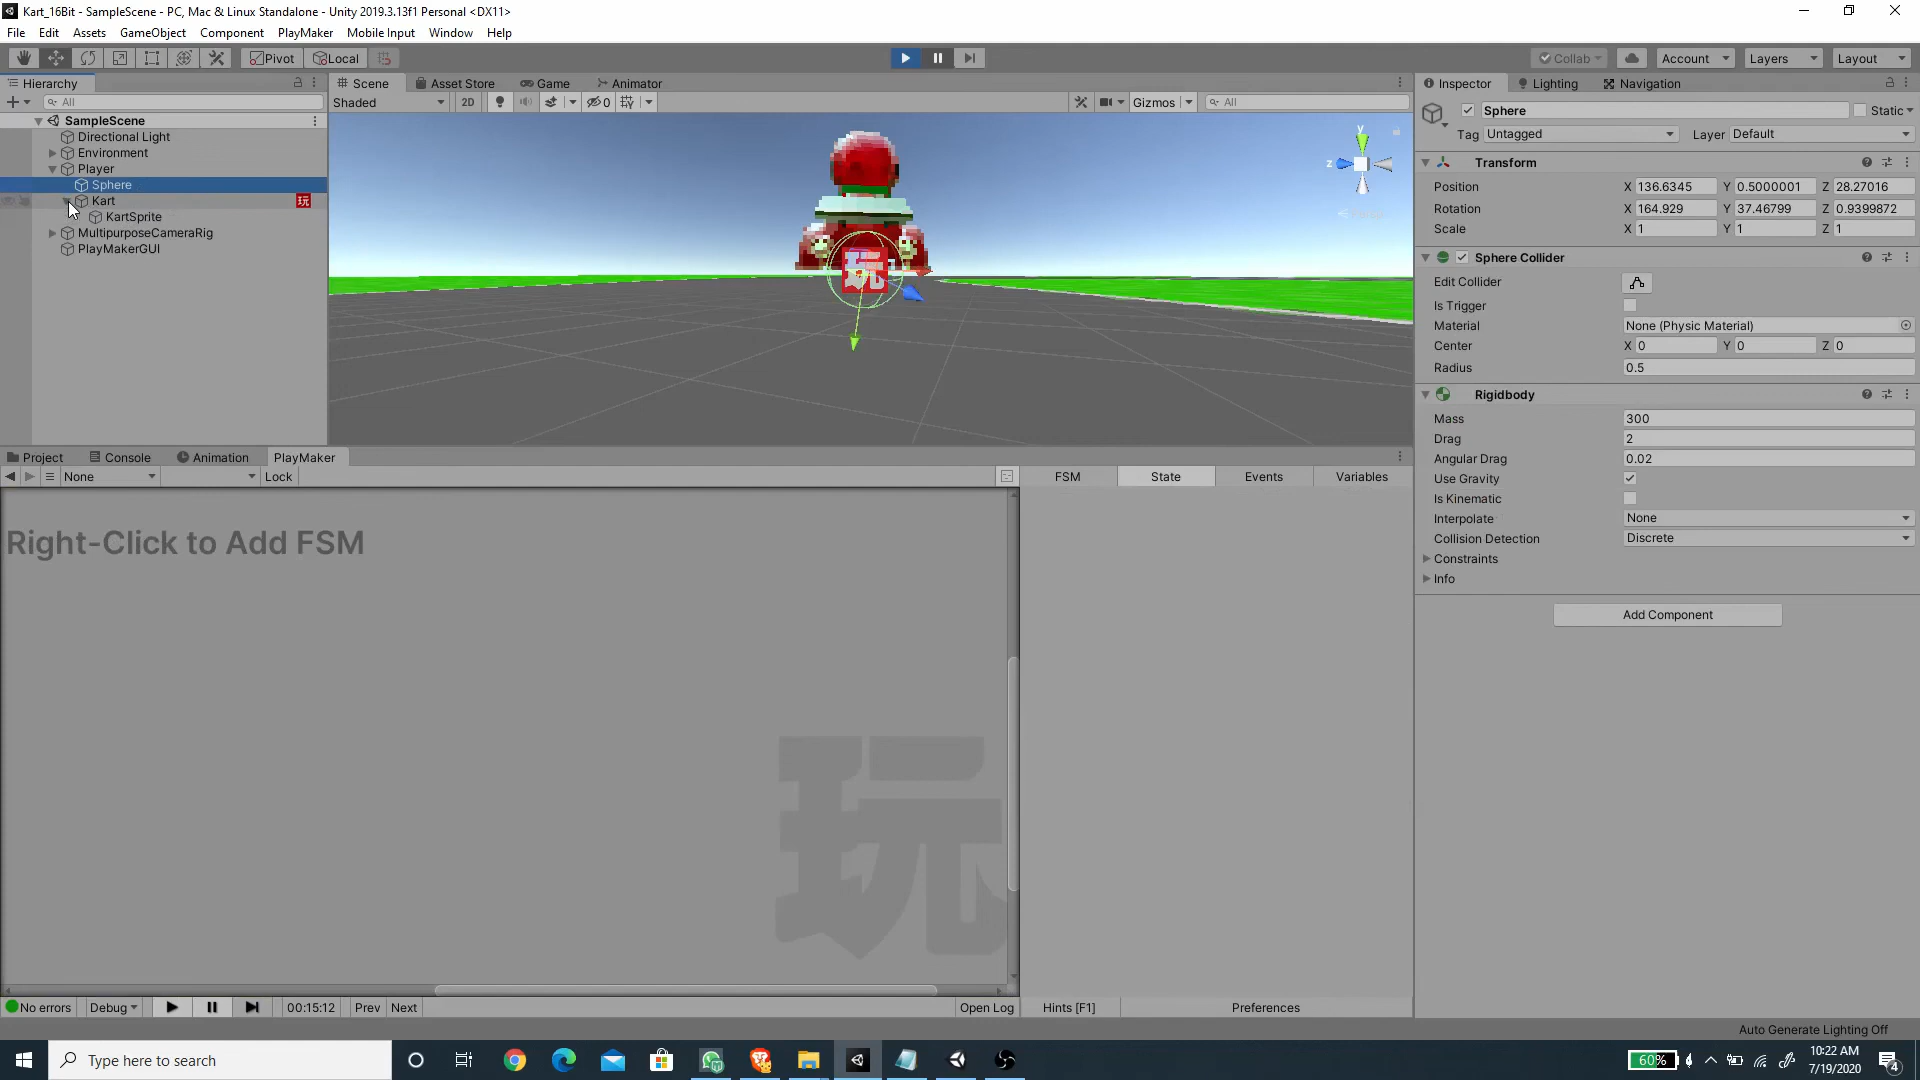 Kart_16Bit - SampleScene - PC, Mac & Linux Standalone - Unity 2019.3.13f1 Personal <DX11>
File Edit Assets GameObject Component PlayMaker Mobile Input Window Help
Pivot Local Collab Account Layers Layout
Hierarchy Scene Asset Store Game Animator Inspector Lighting Navigation
All Shaded 2D 0 Gizmos All
SampleScene
Directional Light
Environment
Player
Sphere
Kart 玩
KartSprite
MultipurposeCameraRig
PlayMakerGUI
y
z
玩
Sphere Static
Tag Untagged Layer Default
Transform
Position X 136.6345 Y 0.5000001 Z 28.27016
Rotation X 164.929 Y 37.46799 Z 0.9399872
Scale X 1 Y 1 Z 1
Sphere Collider
Edit Collider
Is Trigger
Material None (Physic Material)
Center X 0 Y 0 Z 0
Radius 0.5
Rigidbody
Mass 300
Drag 2
Angular Drag 0.02
Use Gravity
Is Kinematic
Interpolate None
Collision Detection Discrete
Constraints
Info
Add Component
Project Console Animation PlayMaker
None Lock FSM State Events Variables
Right-Click to Add FSM
玩
No errors Debug 00:15:12 Prev Next Open Log Hints [F1] Preferences
Auto Generate Lighting Off
Type here to search
60%
10:22 AM
7/19/2020
4